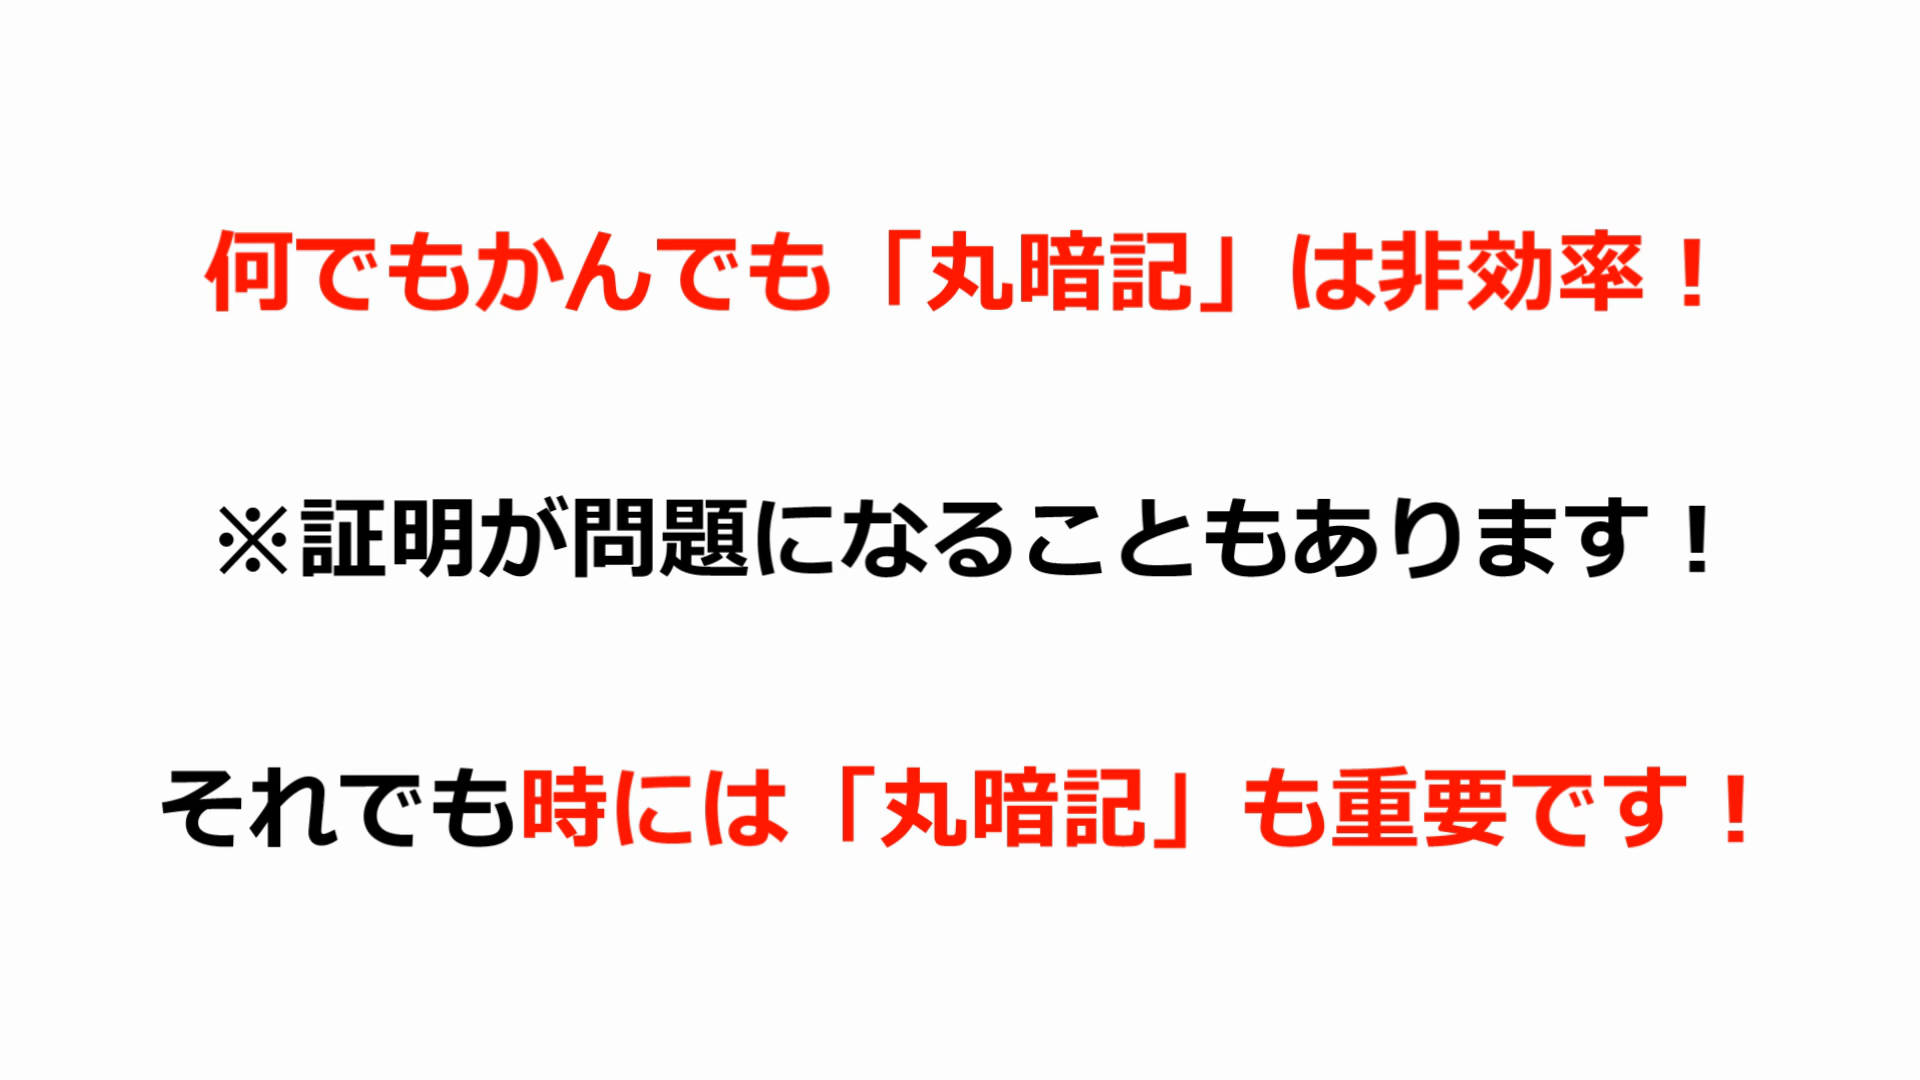 何でもかんでも「丸暗記」は非効率！
※証明が問題になることもあります！
それでも時には「丸暗記」も重要です！